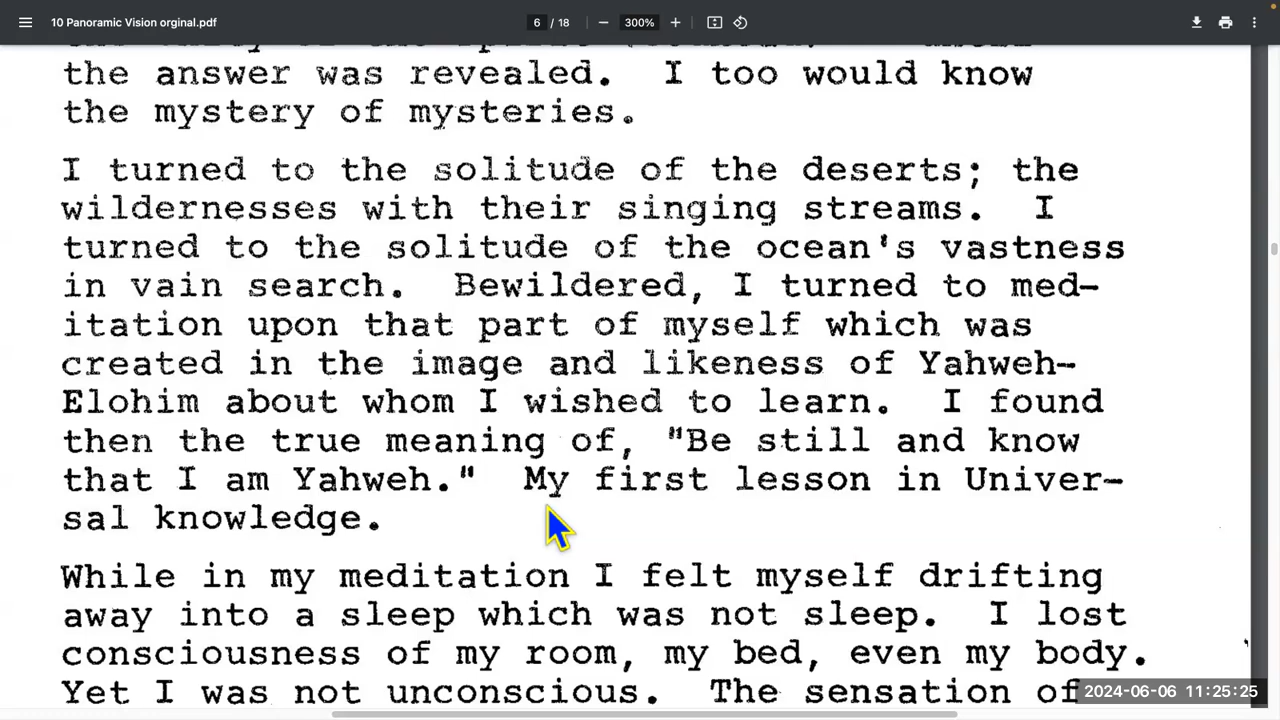 10 Panoramic Vision orginal.pdf
6 / 18
300%
the answer was revealed. I too would know
the mystery of mysteries.
I turned to the solitude of the deserts; the
wildernesses with their singing streams. I
turned to the solitude of the ocean's vastness
in vain search. Bewildered, I turned to med-
itation upon that part of myself which was
created in the image and likeness of Yahweh-
Elohim about whom I wished to learn. I found
then the true meaning of, "Be still and know
that I am Yahweh." My first lesson in Univer-
sal knowledge.
While in my meditation I felt myself drifting
away into a sleep which was not sleep. I lost
consciousness of my room, my bed, even my body.
Yet I was not unconscious. The sensation of
2024-06-06 11:25:25